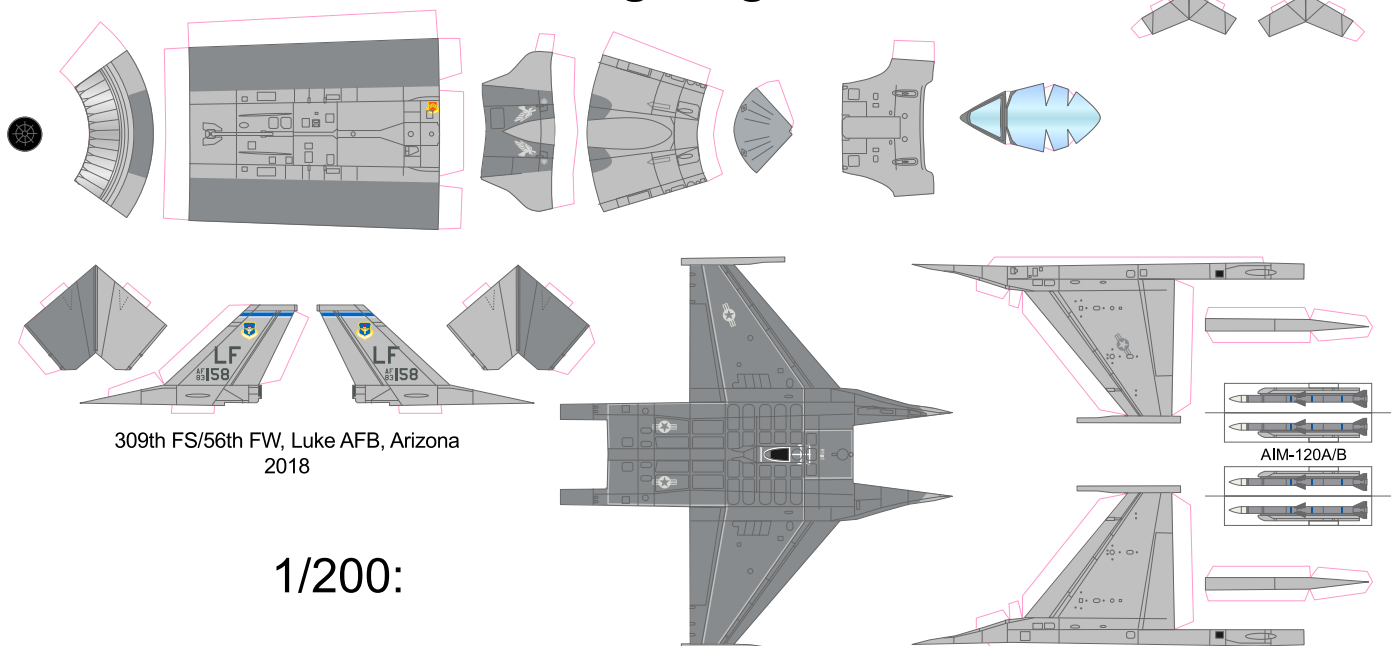 LF
AF
83 158
LF
AF
83 158
309th FS/56th FW, Luke AFB, Arizona
2018
AIM-120A/B
1/200: